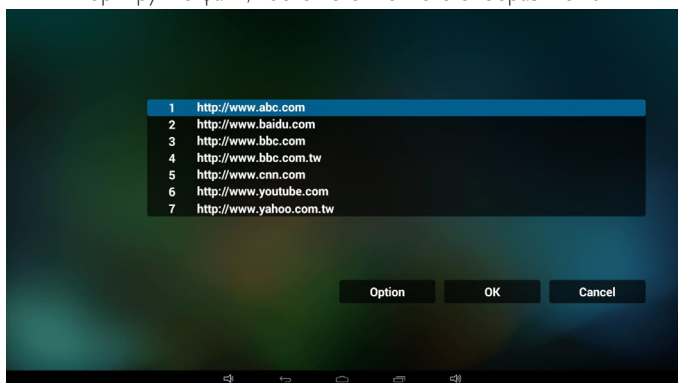 1 http://www.abc.com
2 http://www.baidu.com
3 http://www.bbc.com
4 http://www.bbc.com.tw
5 http://www.cnn.com
6 http://www.youtube.com
7 http://www.yahoo.com.tw
Option OK Cancel